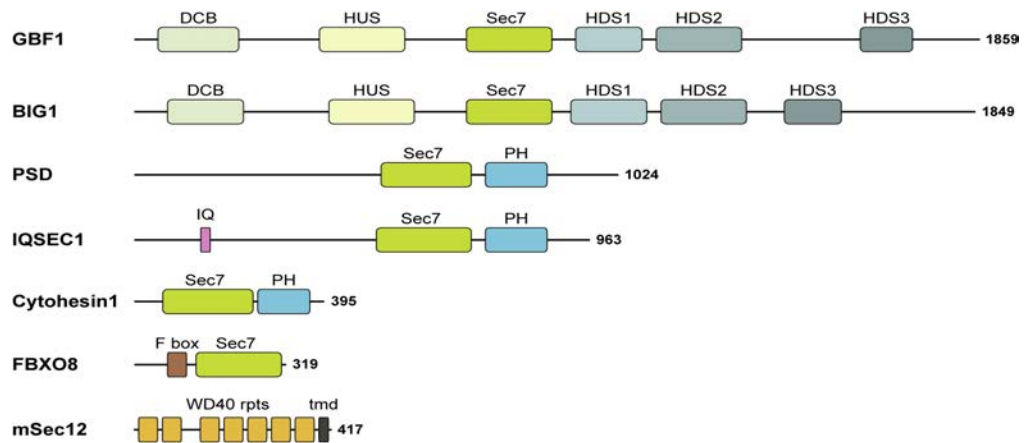 DCB HUS Sec7 HDS1 HDS2 HDS3
GBF1 1859
DCB HUS Sec7 HDS1 HDS2 HDS3
BIG1 1849
Sec7 PH
PSD 1024
IQ Sec7 PH
IQSEC1 963
Sec7 PH
Cytohesin1 395
F box Sec7
FBXO8 319
WD40 rpts tmd
mSec12 417